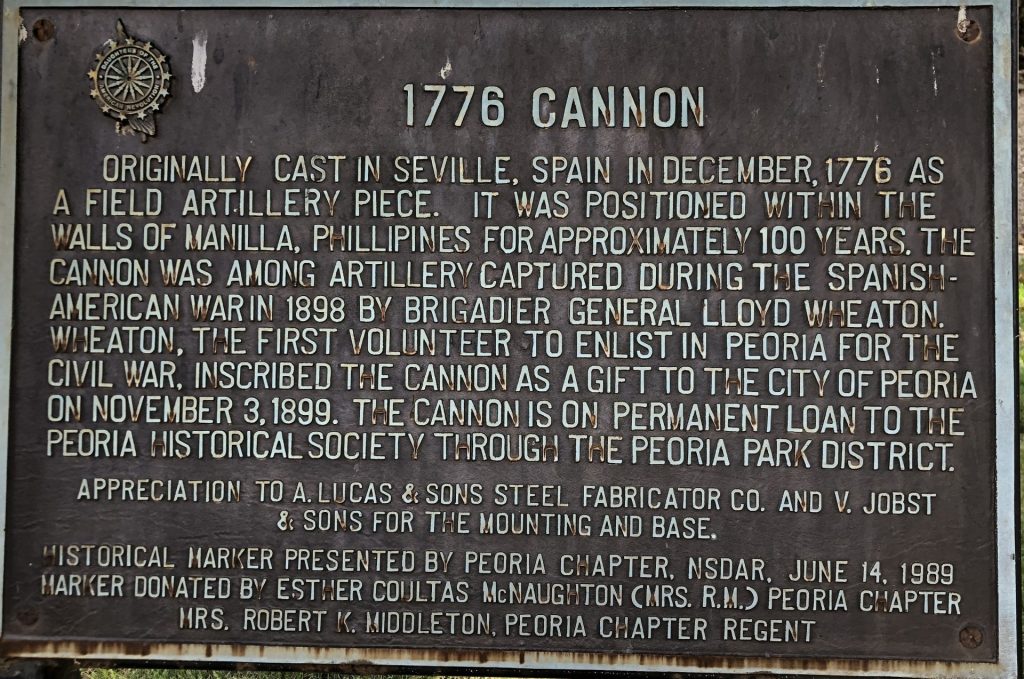 DAUGHTERS OF THE
AMERICAN REVOLUTION
1776 CANNON
ORIGINALLY CAST IN SEVILLE, SPAIN IN DECEMBER, 1776 AS
A FIELD ARTILLERY PIECE. IT WAS POSITIONED WITHIN THE
WALLS OF MANILLA, PHILLIPINES FOR APPROXIMATELY 100 YEARS. THE
CANNON WAS AMONG ARTILLERY CAPTURED DURING THE SPANISH-
AMERICAN WAR IN 1898 BY BRIGADIER GENERAL LLOYD WHEATON.
WHEATON, THE FIRST VOLUNTEER TO ENLIST IN PEORIA FOR THE
CIVIL WAR, INSCRIBED THE CANNON AS A GIFT TO THE CITY OF PEORIA
ON NOVEMBER 3, 1899. THE CANNON IS ON PERMANENT LOAN TO THE
PEORIA HISTORICAL SOCIETY THROUGH THE PEORIA PARK DISTRICT.
APPRECIATION TO A. LUCAS & SONS STEEL FABRICATOR CO. AND V. JOBST
& SONS FOR THE MOUNTING AND BASE.
HISTORICAL MARKER PRESENTED BY PEORIA CHAPTER, NSDAR, JUNE 14, 1989
MARKER DONATED BY ESTHER COULTAS McNAUGHTON (MRS. R.M.) PEORIA CHAPTER
MRS. ROBERT K. MIDDLETON, PEORIA CHAPTER REGENT